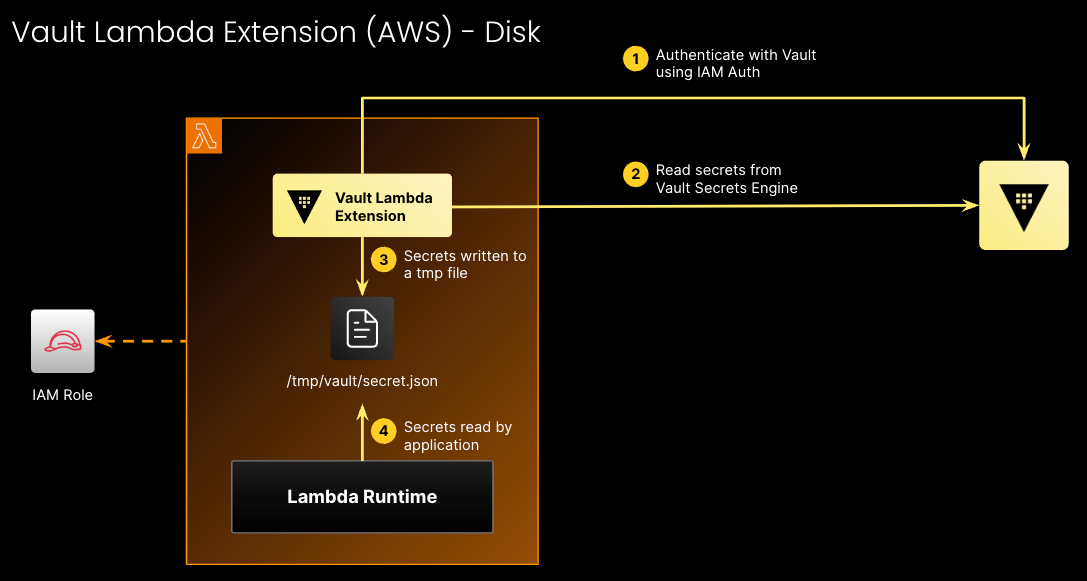 Vault Lambda Extension (AWS) - Disk
1
Authenticate with Vault
using IAM Auth
2
Read secrets from
Vault Secrets Engine
Vault Lambda
Extension
3
Secrets written to
a tmp file
/tmp/vault/secret.json
IAM Role
4
Secrets read by
application
Lambda Runtime